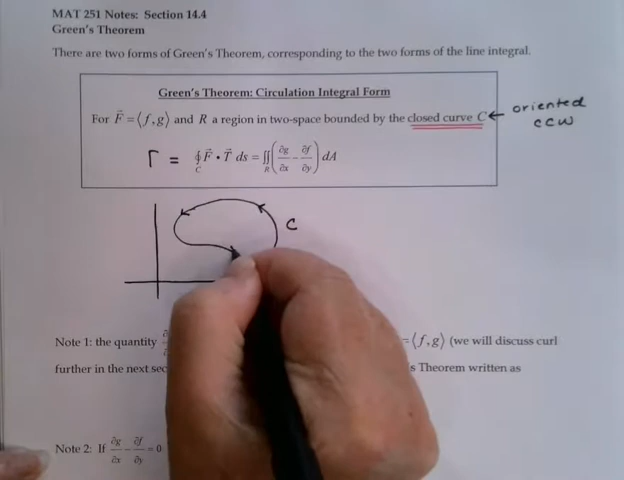 MAT 251 Notes: Section 14.4
Green's Theorem
There are two forms of Green's Theorem, corresponding to the two forms of the line integral.
Green's Theorem: Circulation Integral Form
For F⃗ = ⟨f, g⟩ and R a region in two-space bounded by the closed curve C ← oriented
ccw
Γ = ∮_C F⃗ • T⃗ ds = ∬_R (∂g/∂x − ∂f/∂y) dA
C
Note 1: the quantity = ⟨f, g⟩ (we will discuss curl
further in the next sec s Theorem written as
Note 2: If ∂g/∂x − ∂f/∂y = 0